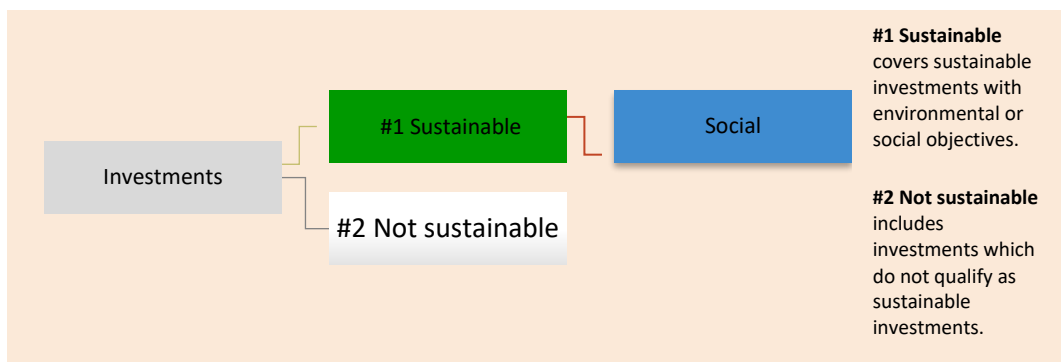 Investments
#1 Sustainable
Social
#2 Not sustainable
#1 Sustainable
covers sustainable
investments with
environmental or
social objectives.
#2 Not sustainable
includes
investments which
do not qualify as
sustainable
investments.